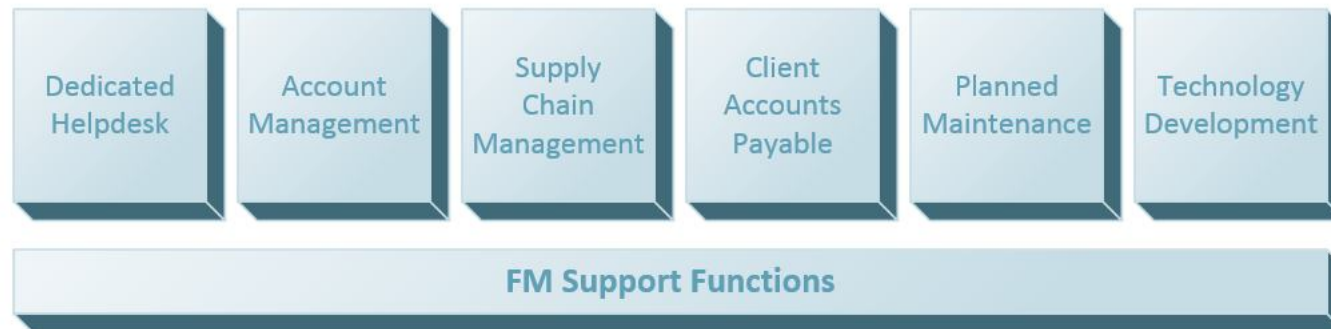 Dedicated
Helpdesk
Account
Management
Supply
Chain
Management
Client
Accounts
Payable
Planned
Maintenance
Technology
Development
FM Support Functions